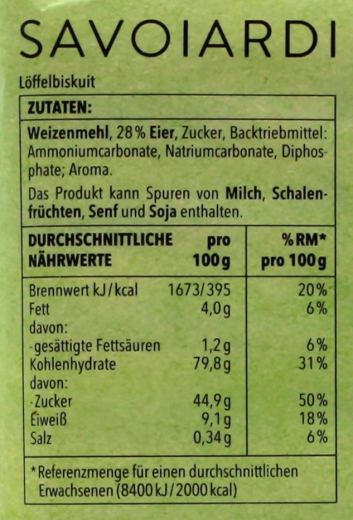 SAVOIARDI
Löffelbiskuit
ZUTATEN:
Weizenmehl, 28% Eier, Zucker, Backtriebmittel:
Ammoniumcarbonate, Natriumcarbonate, Diphos-
phate; Aroma.
Das Produkt kann Spuren von Milch, Schalen-
früchten, Senf und Soja enthalten.
DURCHSCHNITTLICHE pro %RM*
NÄHRWERTE 100g pro 100g
Brennwert kJ/kcal 1673/395 20%
Fett 4,0g 6%
davon:
-gesättigte Fettsäuren 1,2g 6%
Kohlenhydrate 79,8g 31%
davon:
-Zucker 44,9g 50%
Eiweiß 9,1g 18%
Salz 0,34g 6%
*Referenzmenge für einen durchschnittlichen
Erwachsenen (8400kJ/2000kcal)